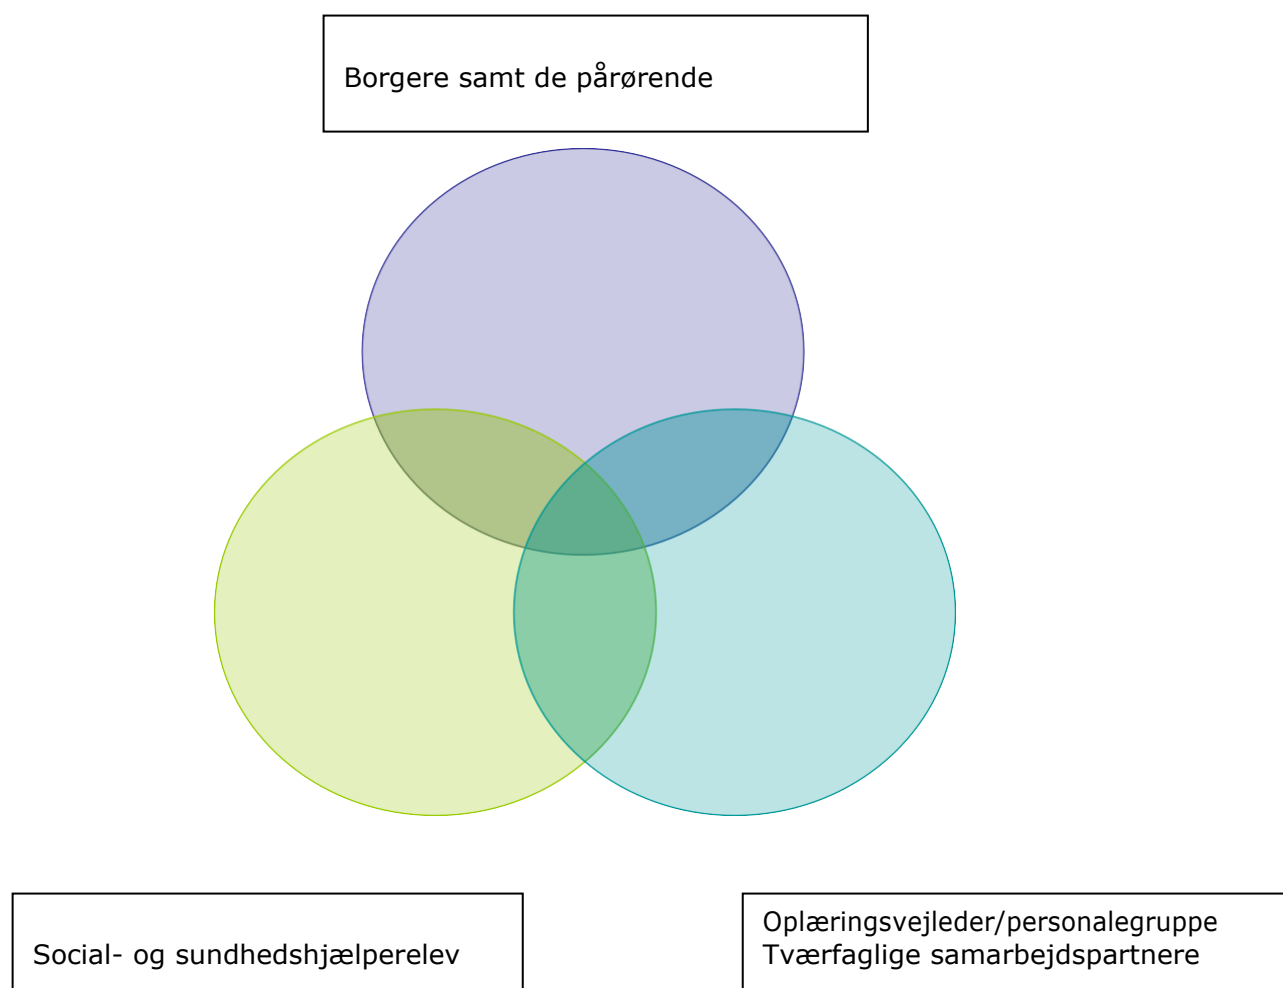 Borgere samt de pårørende
Social- og sundhedshjælperelev
Oplæringsvejleder/personalegruppe
Tværfaglige samarbejdspartnere